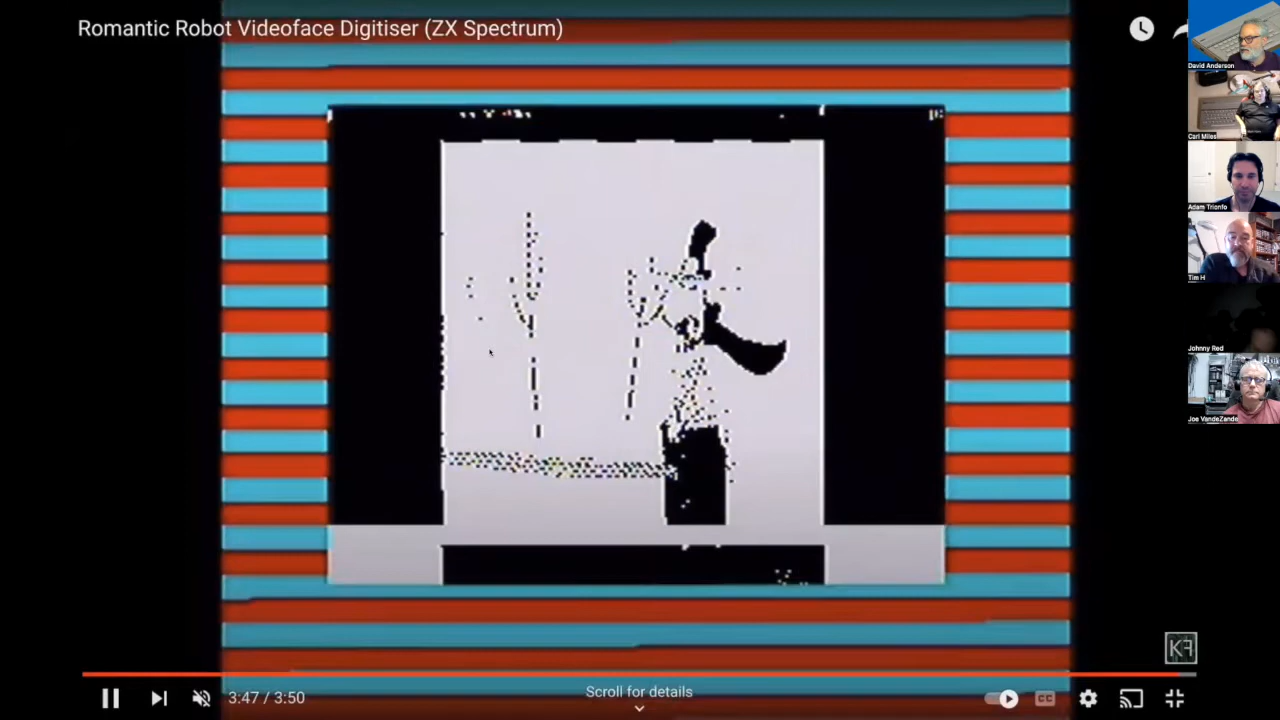 Romantic Robot Videoface Digitiser (ZX Spectrum)
David Anderson
Carl Miles
Adam Trionfo
Tim H
Johnny Red
Joe VandeZande
KF
3:47 / 3:50
Scroll for details
CC